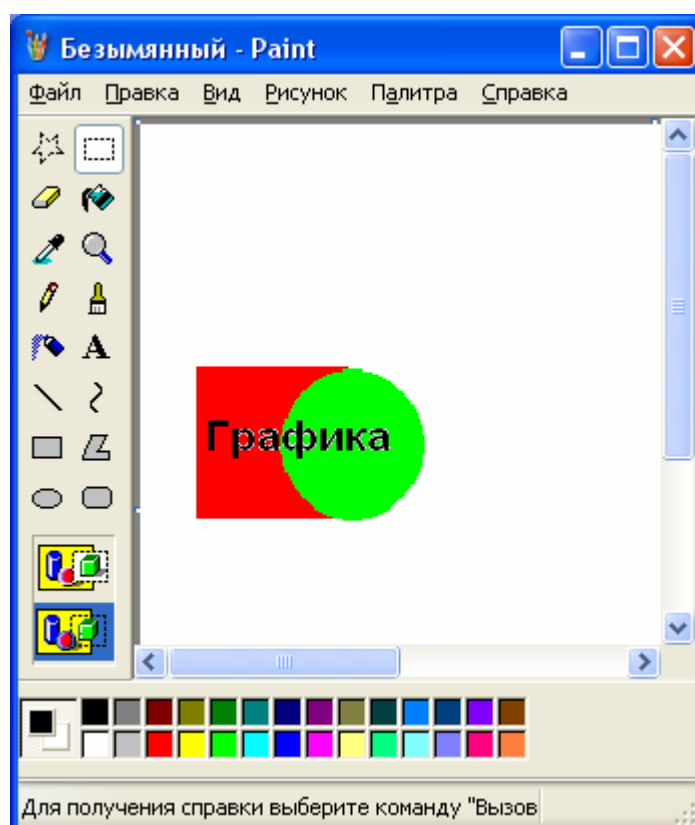 Безымянный - Paint
Файл Правка Вид Рисунок Палитра Справка
A
Графика
Для получения справки выберите команду "Вызов